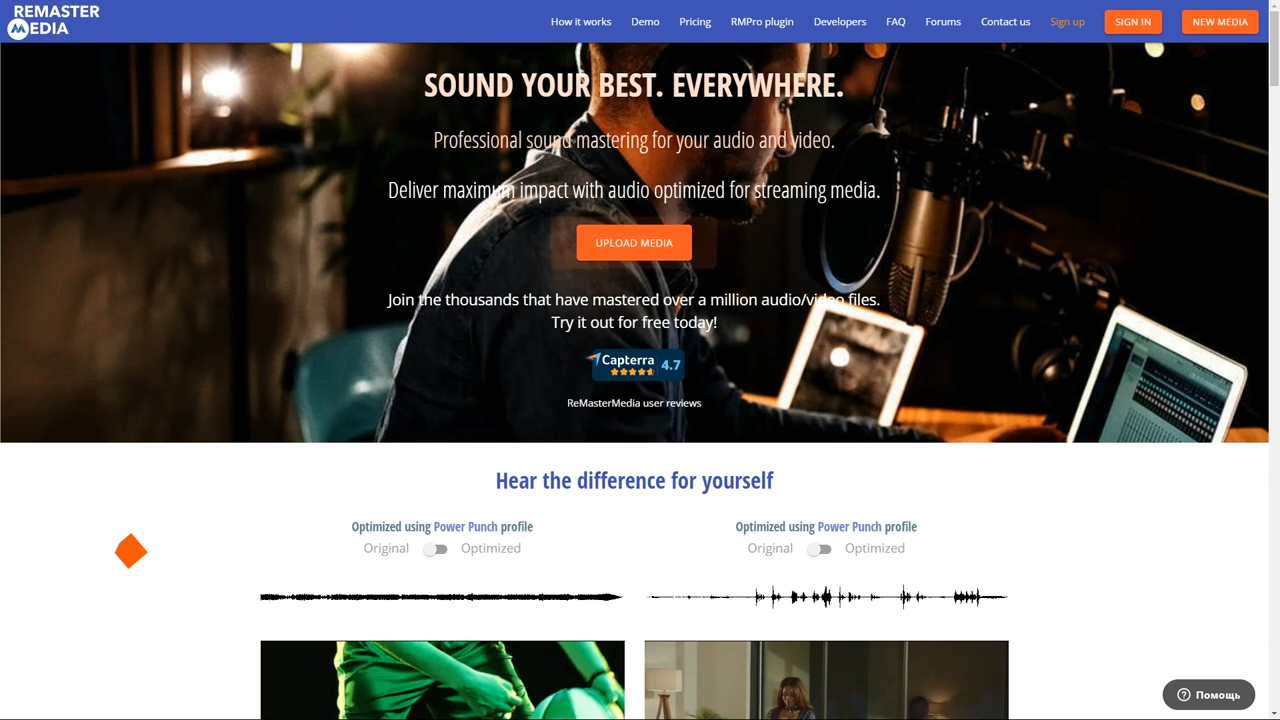 REMASTER
MEDIA
How it works
Demo
Pricing
RMPro plugin
Developers
FAQ
Forums
Contact us
Sign up
SIGN IN
NEW MEDIA
SOUND YOUR BEST. EVERYWHERE.
Professional sound mastering for your audio and video.
Deliver maximum impact with audio optimized for streaming media.
UPLOAD MEDIA
Join the thousands that have mastered over a million audio/video files.
Try it out for free today!
Capterra 4.7
ReMasterMedia user reviews
Hear the difference for yourself
Optimized using Power Punch profile
Original Optimized
Optimized using Power Punch profile
Original Optimized
Помощь